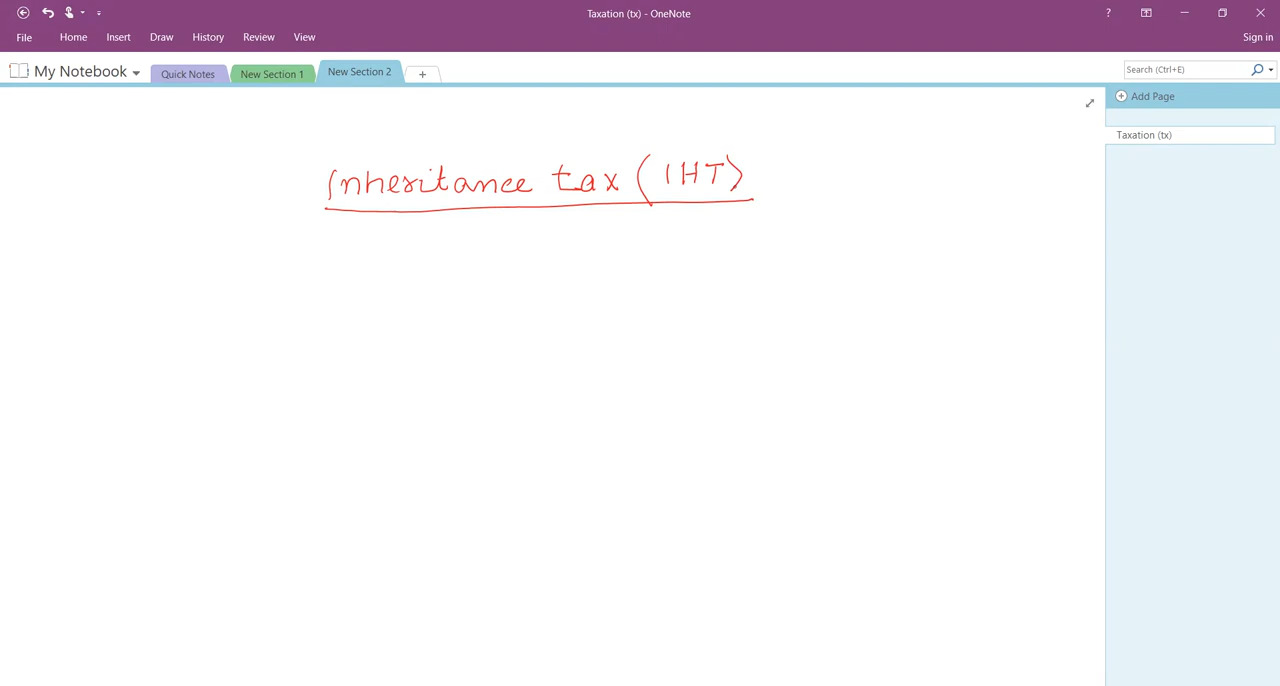 Taxation (tx) - OneNote
?
File Home Insert Draw History Review View Sign in
My Notebook Quick Notes New Section 1 New Section 2 + Search (Ctrl+E)
Add Page
Taxation (tx)
Inheritance tax (IHT)